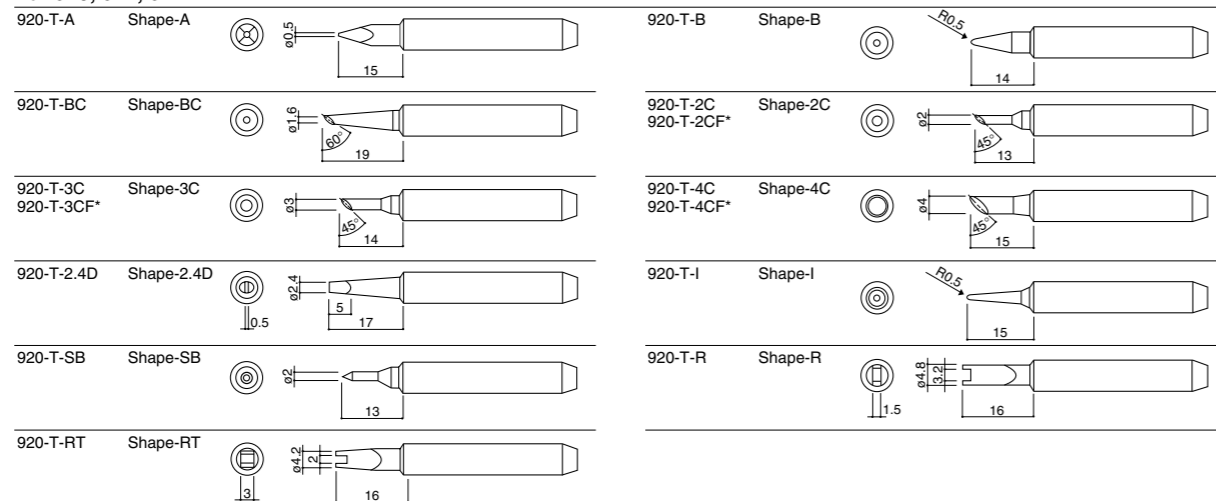 920-T-A Shape-A ø0.5 15
920-T-B Shape-B R0.5 14
920-T-BC Shape-BC ø1.6 60° 19
920-T-2C Shape-2C ø2 45° 13
920-T-2CF*
920-T-3C Shape-3C ø3 45° 14
920-T-3CF*
920-T-4C Shape-4C ø4 45° 15
920-T-4CF*
920-T-2.4D Shape-2.4D 0.5 ø2.4 5 17
920-T-I Shape-I R0.5 15
920-T-SB Shape-SB ø2 13
920-T-R Shape-R 1.5 ø4.8 3.2 16
920-T-RT Shape-RT 3 ø4.2 2 16